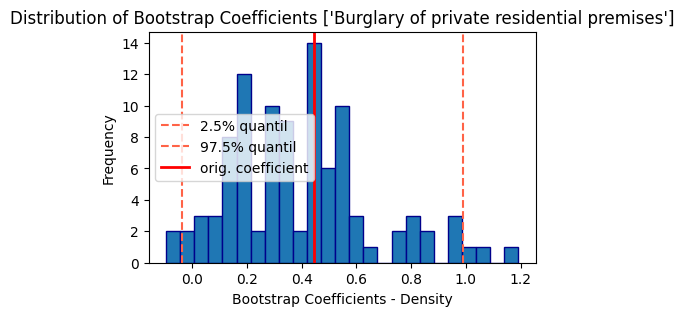 Distribution of Bootstrap Coefficients ['Burglary of private residential premises']
14
12
10
8
6
4
2
0
Frequency
2.5% quantil
97.5% quantil
orig. coefficient
0.0 0.2 0.4 0.6 0.8 1.0 1.2
Bootstrap Coefficients - Density